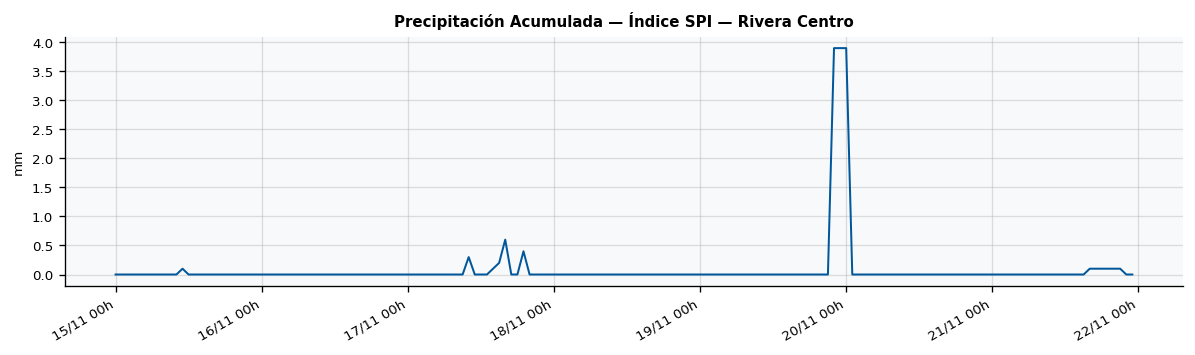 Precipitación Acumulada — Índice SPI — Rivera Centro
mm
4.0
3.5
3.0
2.5
2.0
1.5
1.0
0.5
0.0
15/11 00h
16/11 00h
17/11 00h
18/11 00h
19/11 00h
20/11 00h
21/11 00h
22/11 00h